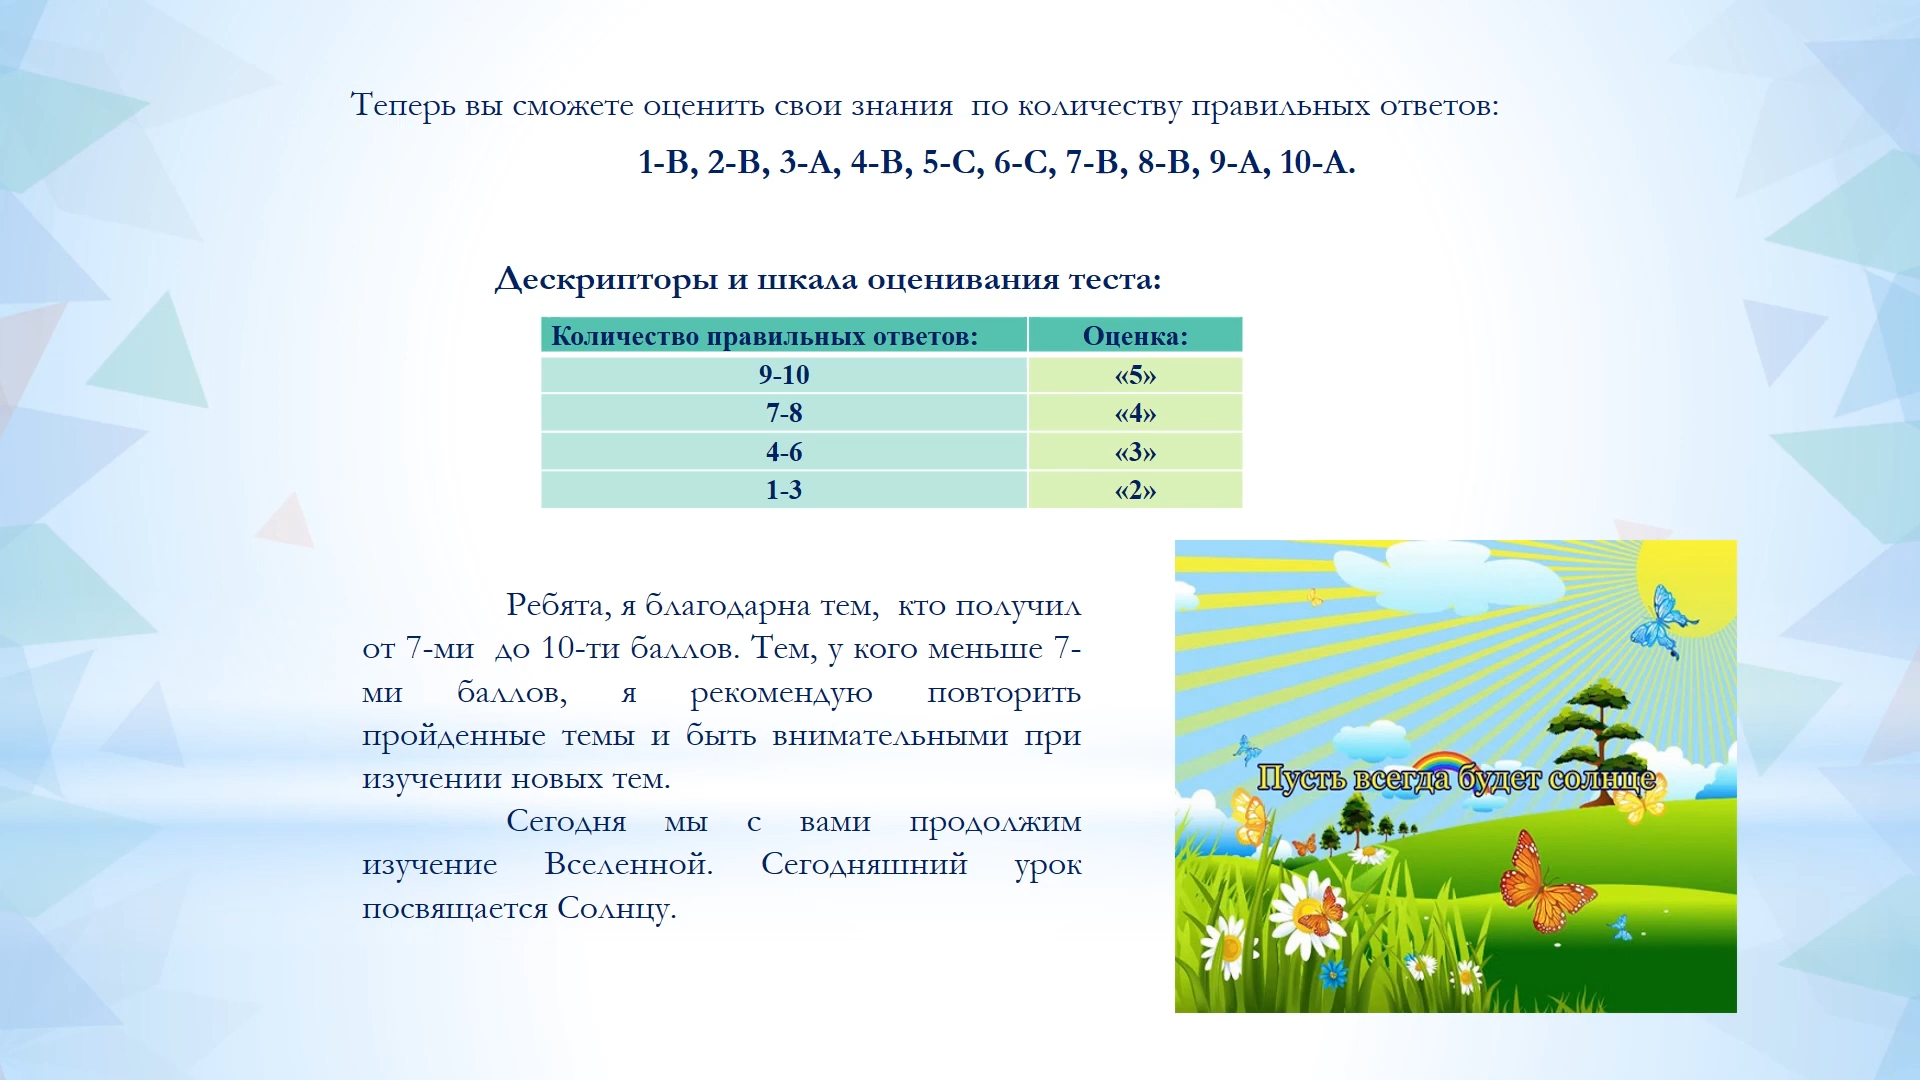 Теперь вы сможете оценить свои знания по количеству правильных ответов:
1-В, 2-В, 3-А, 4-В, 5-С, 6-С, 7-В, 8-В, 9-А, 10-А.
Дескрипторы и шкала оценивания теста:
Количество правильных ответов: Оценка:
9-10 «5»
7-8 «4»
4-6 «3»
1-3 «2»
Ребята, я благодарна тем, кто получил
от 7-ми до 10-ти баллов. Тем, у кого меньше 7-
ми баллов, я рекомендую повторить
пройденные темы и быть внимательными при
изучении новых тем.
Сегодня мы с вами продолжим
изучение Вселенной. Сегодняшний урок
посвящается Солнцу.
Пусть всегда будет солнце